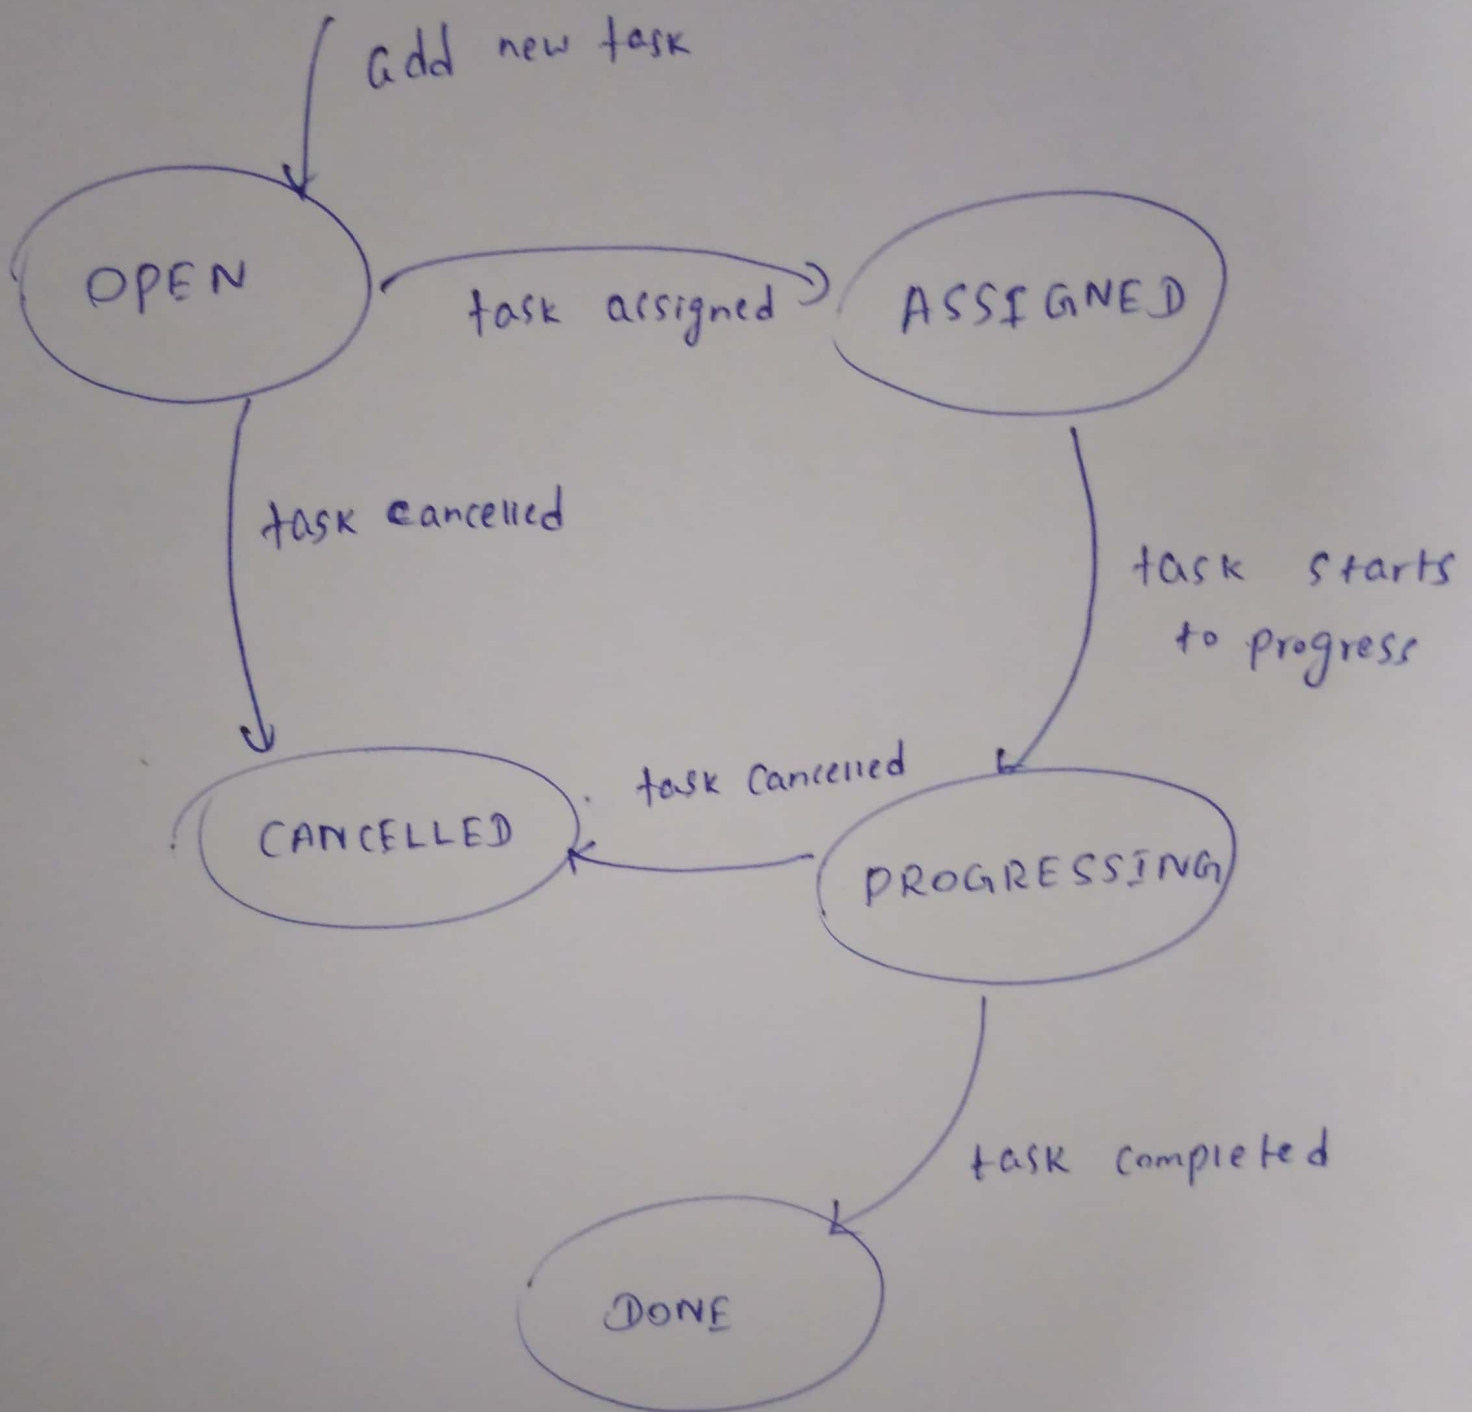 add new task
OPEN
task assigned
ASSIGNED
task cancelled
task starts
to progress
task cancelled
CANCELLED
PROGRESSING
task completed
DONE